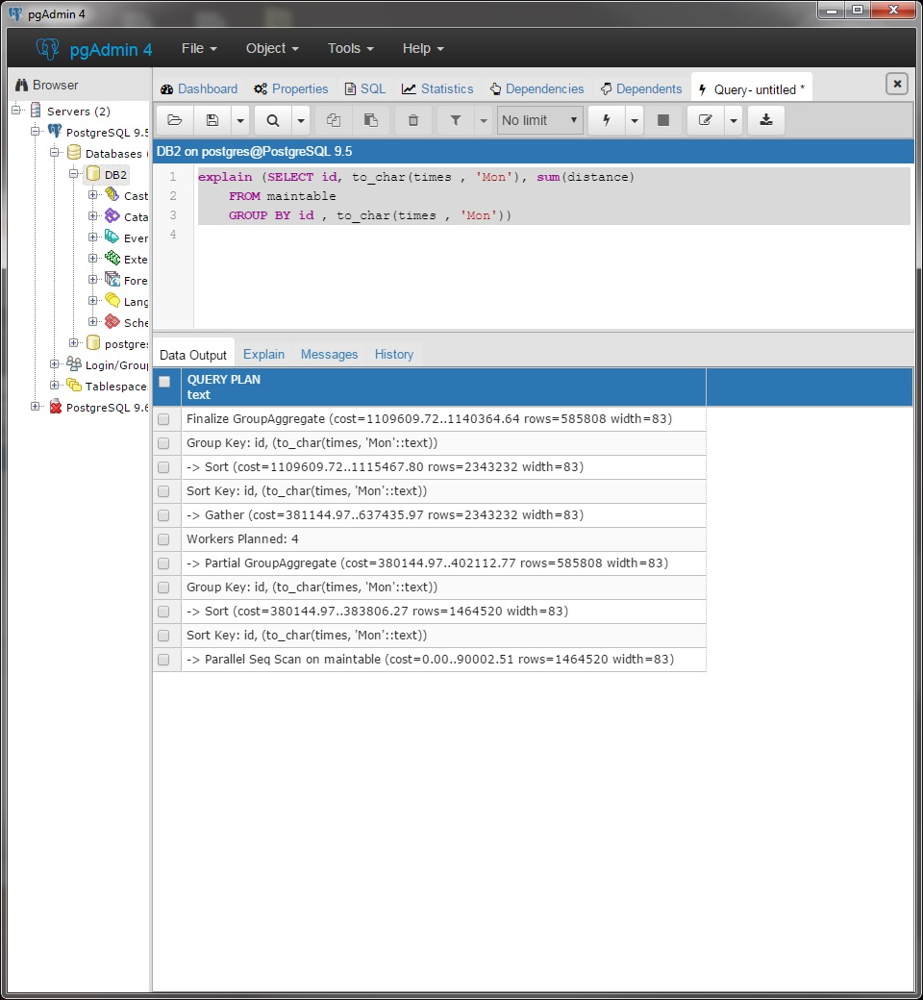 pgAdmin 4
pgAdmin 4 File Object Tools Help
Browser
Dashboard Properties SQL Statistics Dependencies Dependents Query- untitled *
Servers (2)
PostgreSQL 9.5
Databases (
DB2
Cast
Cata
Even
Exte
Fore
Lang
Sche
postgres
Login/Group
Tablespace
PostgreSQL 9.6
No limit
DB2 on postgres@PostgreSQL 9.5
1 explain (SELECT id, to_char(times , 'Mon'), sum(distance)
2 FROM maintable
3 GROUP BY id , to_char(times , 'Mon'))
4
Data Output Explain Messages History
QUERY PLAN
text
Finalize GroupAggregate (cost=1109609.72..1140364.64 rows=585808 width=83)
Group Key: id, (to_char(times, 'Mon'::text))
-> Sort (cost=1109609.72..1115467.80 rows=2343232 width=83)
Sort Key: id, (to_char(times, 'Mon'::text))
-> Gather (cost=381144.97..637435.97 rows=2343232 width=83)
Workers Planned: 4
-> Partial GroupAggregate (cost=380144.97..402112.77 rows=585808 width=83)
Group Key: id, (to_char(times, 'Mon'::text))
-> Sort (cost=380144.97..383806.27 rows=1464520 width=83)
Sort Key: id, (to_char(times, 'Mon'::text))
-> Parallel Seq Scan on maintable (cost=0.00..90002.51 rows=1464520 width=83)